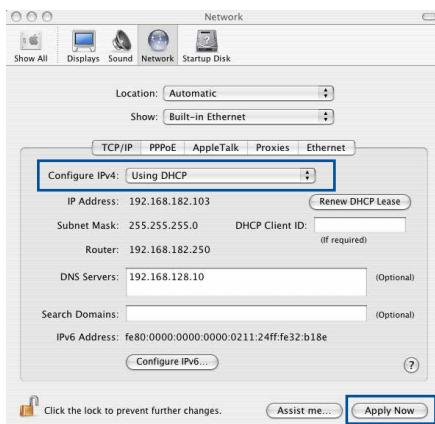 Network
Show All Displays Sound Network Startup Disk
Location: Automatic
Show: Built-in Ethernet
TCP/IP PPPoE AppleTalk Proxies Ethernet
Configure IPv4: Using DHCP
IP Address: 192.168.182.103 Renew DHCP Lease
Subnet Mask: 255.255.255.0 DHCP Client ID:
(If required)
Router: 192.168.182.250
DNS Servers: 192.168.128.10 (Optional)
Search Domains: (Optional)
IPv6 Address: fe80:0000:0000:0000:0211:24ff:fe32:b18e
Configure IPv6... ?
Click the lock to prevent further changes. Assist me... Apply Now